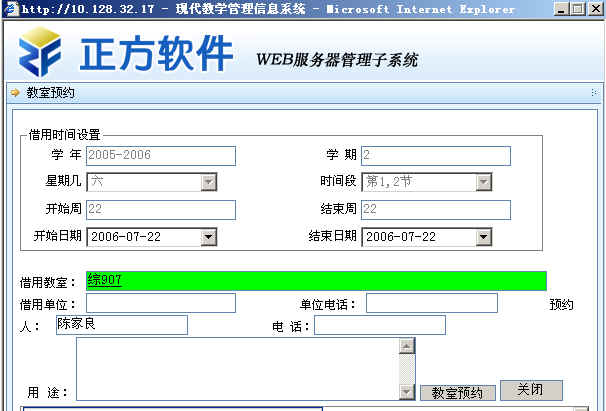 http://10.128.32.17 - 现代教学管理信息系统 - Microsoft Internet Explorer
正方软件 WEB服务器管理子系统
教室预约
借用时间设置
学 年 2005-2006 学 期 2
星期几 六 时间段 第1,2节
开始周 22 结束周 22
开始日期 2006-07-22 结束日期 2006-07-22
借用教室： 综907
借用单位： 单位电话： 预约
人： 陈家良 电 话：
用 途： 教室预约 关闭